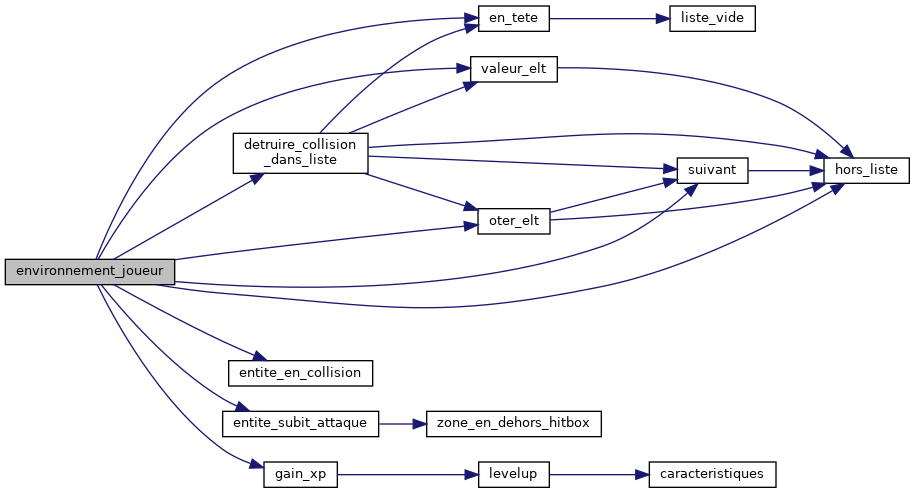 en_tete
liste_vide
valeur_elt
detruire_collision
_dans_liste
suivant
hors_liste
oter_elt
environnement_joueur
entite_en_collision
entite_subit_attaque
zone_en_dehors_hitbox
gain_xp
levelup
caracteristiques